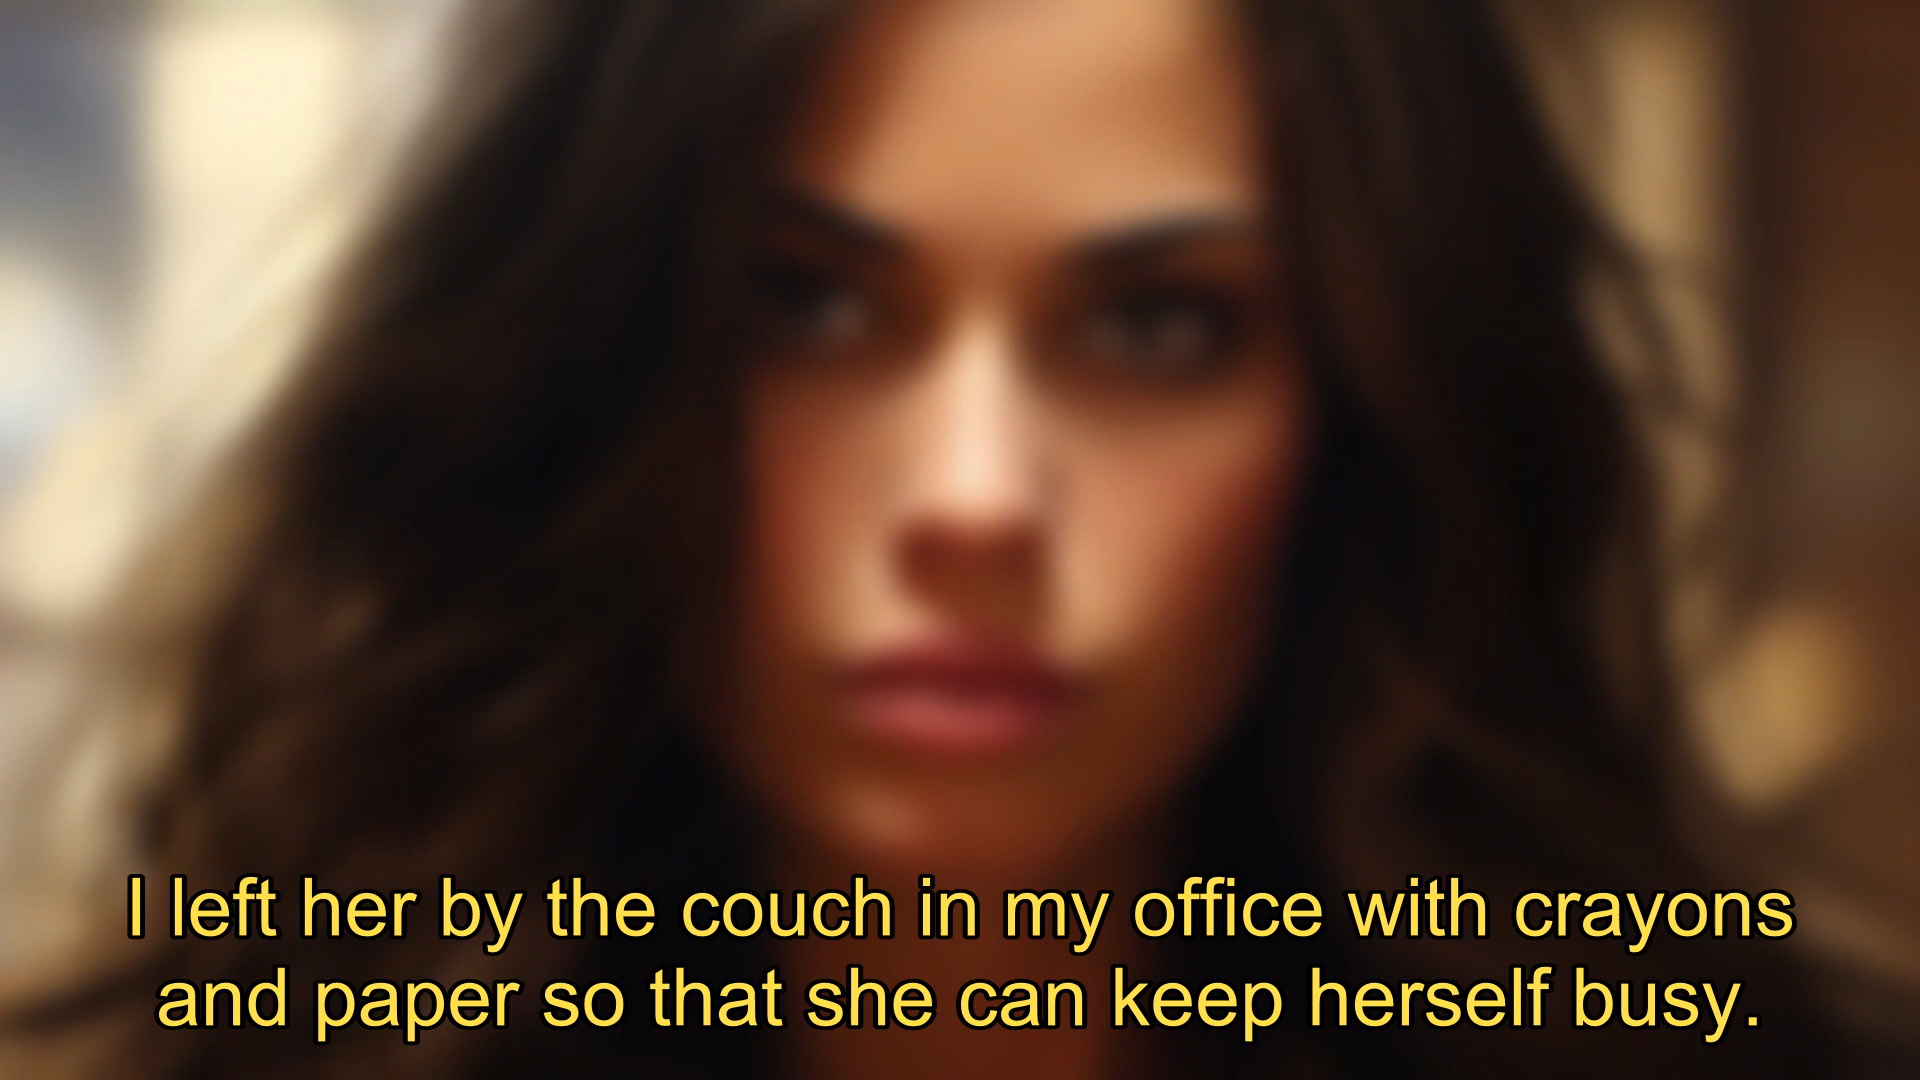 I left her by the couch in my office with crayons
and paper so that she can keep herself busy.